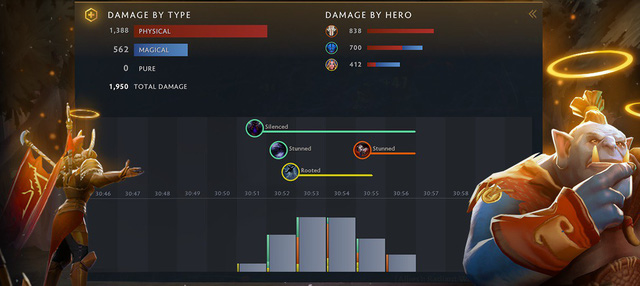 DAMAGE BY TYPE
1,388 PHYSICAL
562 MAGICAL
0 PURE
1,950 TOTAL DAMAGE
DAMAGE BY HERO
838
700
412
Silenced
Stunned
Stunned
Rooted
30:46 30:47 30:48 30:49 30:50 30:51 30:52 30:53 30:54 30:55 30:56 30:57 30:58